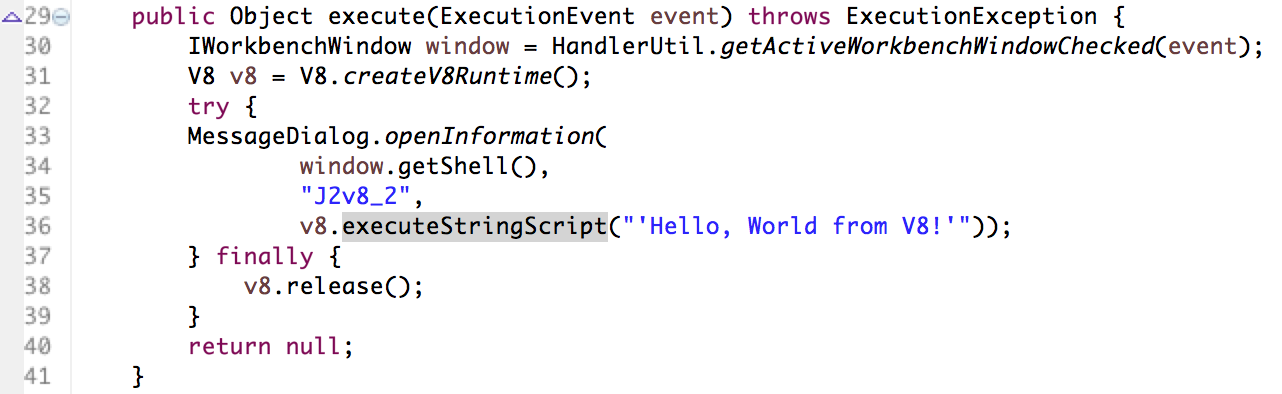 29 public Object execute(ExecutionEvent event) throws ExecutionException {
30 IWorkbenchWindow window = HandlerUtil.getActiveWorkbenchWindowChecked(event);
31 V8 v8 = V8.createV8Runtime();
32 try {
33 MessageDialog.openInformation(
34 window.getShell(),
35 "J2v8_2",
36 v8.executeStringScript("'Hello, World from V8!'"));
37 } finally {
38 v8.release();
39 }
40 return null;
41 }